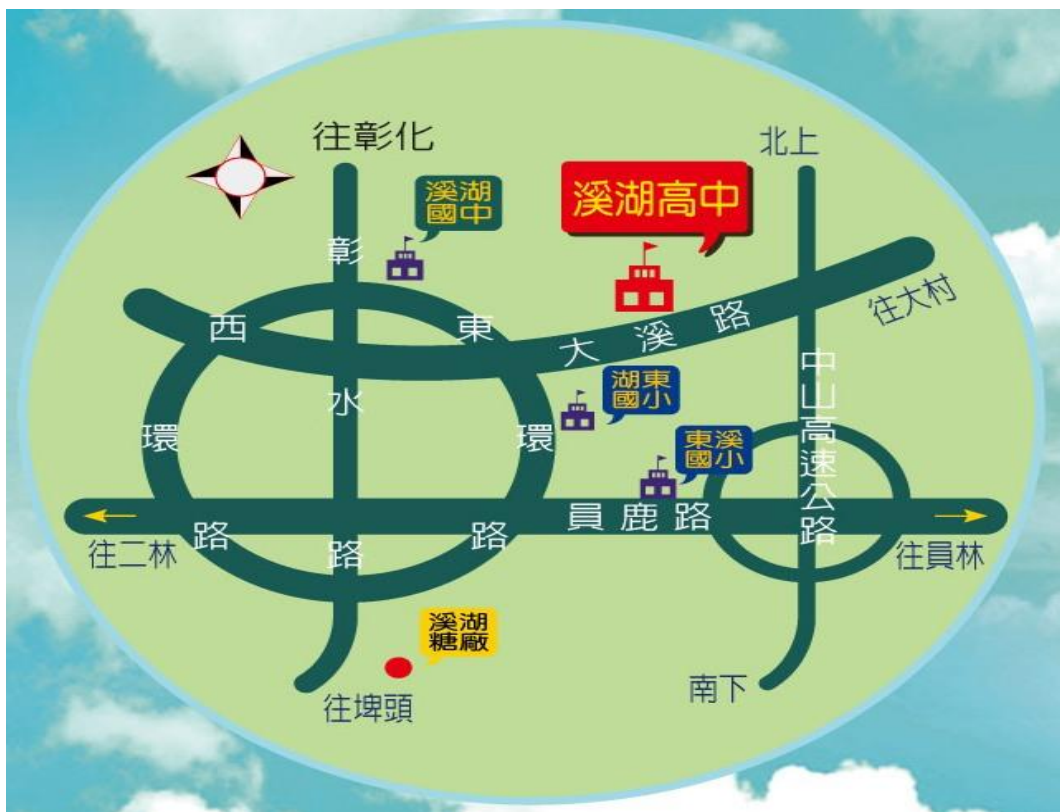 往彰化
北上
溪湖
國中
溪湖高中
彰水路
西環路
東環路
大溪路
往大村
中山高速公路
湖東
國小
東溪
國小
員鹿路
往二林
往員林
溪湖
糖廠
往埤頭
南下